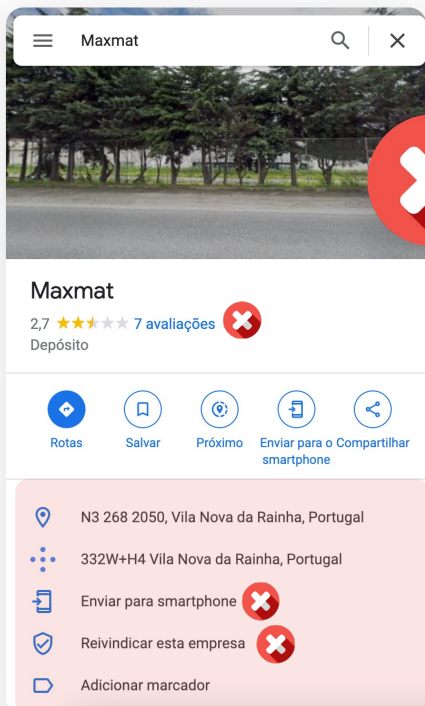 Maxmat
Maxmat
2,7 7 avaliações
Depósito
Rotas Salvar Próximo Enviar para o Compartilhar
smartphone
N3 268 2050, Vila Nova da Rainha, Portugal
332W+H4 Vila Nova da Rainha, Portugal
Enviar para smartphone
Reivindicar esta empresa
Adicionar marcador